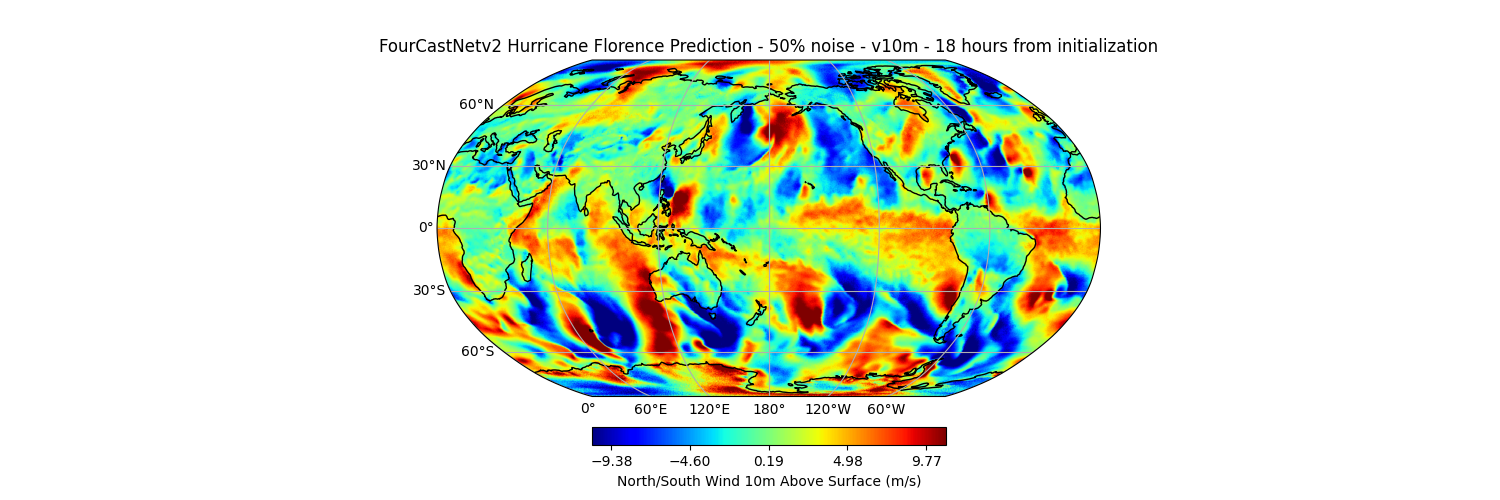 FourCastNetv2 Hurricane Florence Prediction - 50% noise - v10m - 18 hours from initialization
60°N
30°N
0°
30°S
60°S
0° 60°E 120°E 180° 120°W 60°W
−9.38 −4.60 0.19 4.98 9.77
North/South Wind 10m Above Surface (m/s)